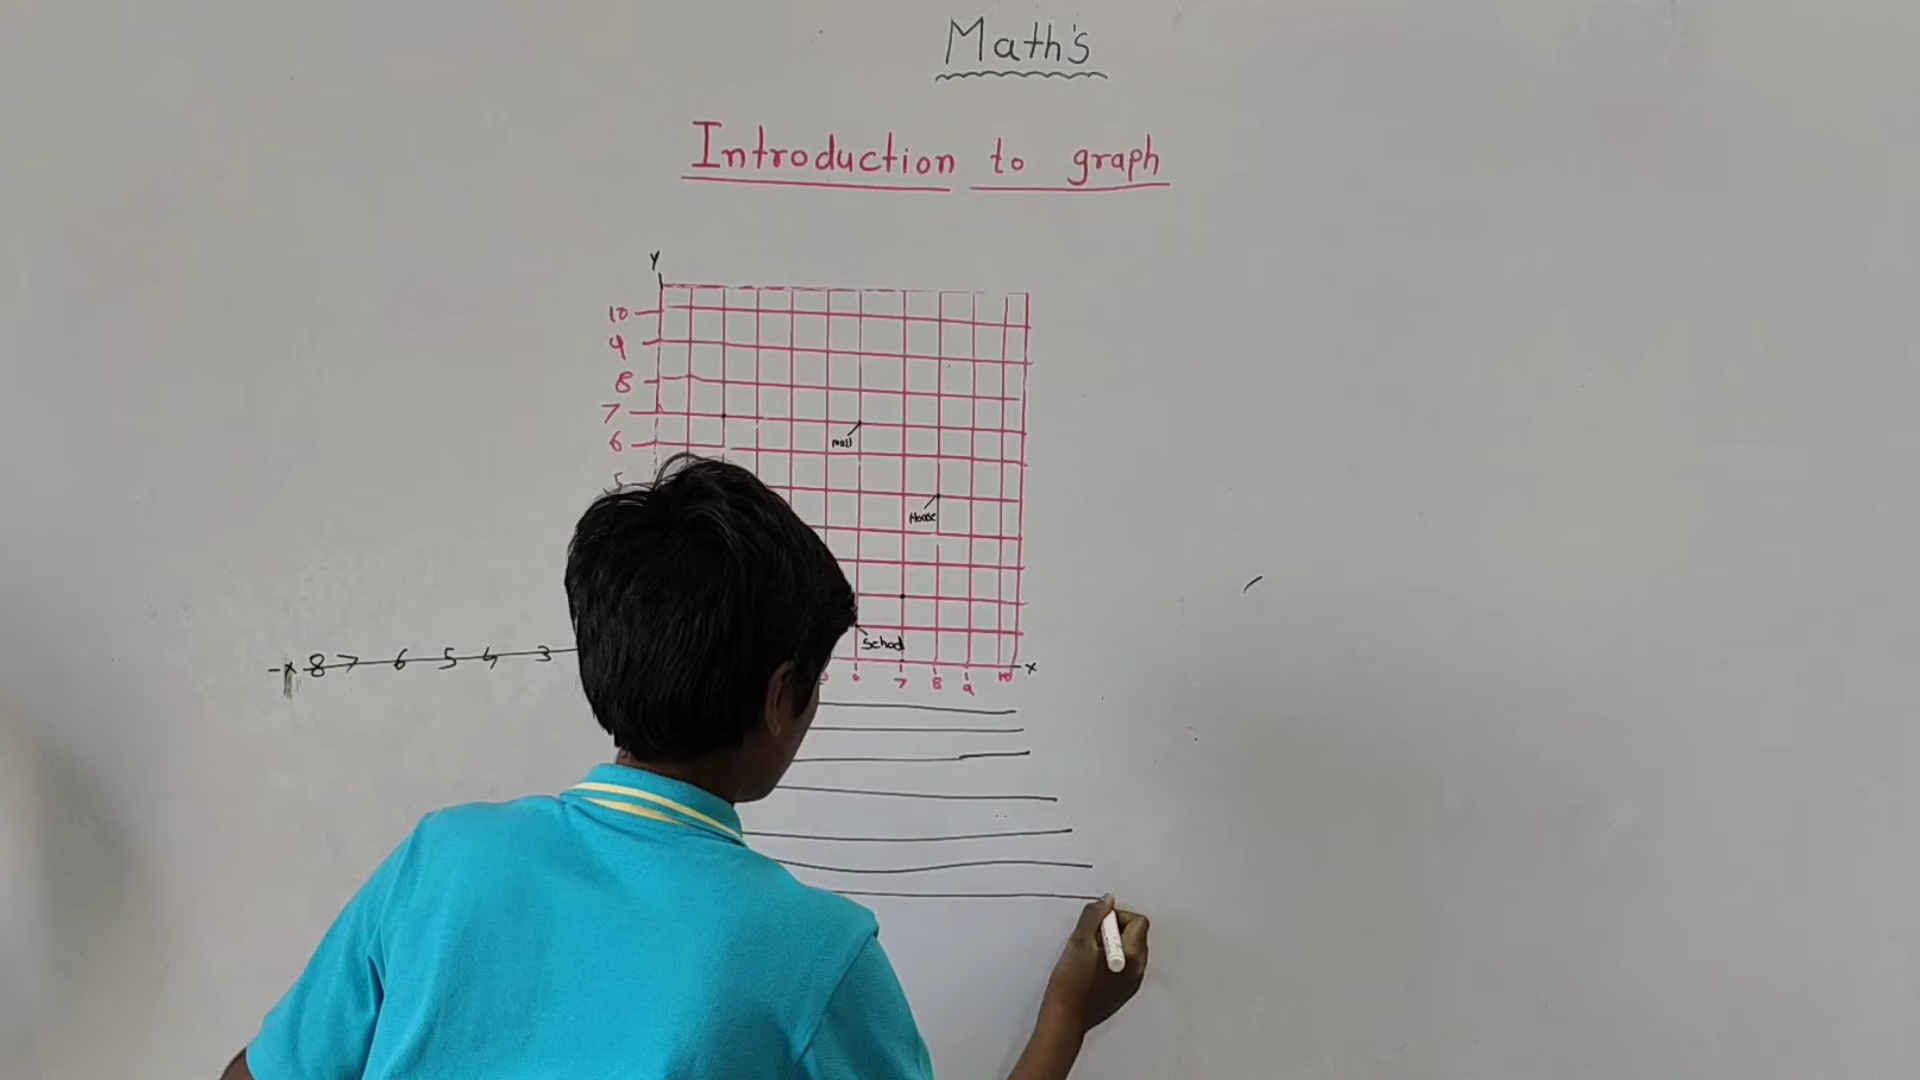 Math's
Introduction to graph
Y
10
9
8
7
6
5
mall
House
School
-x 8 7 6 5 4 3
7 8 9 10 x